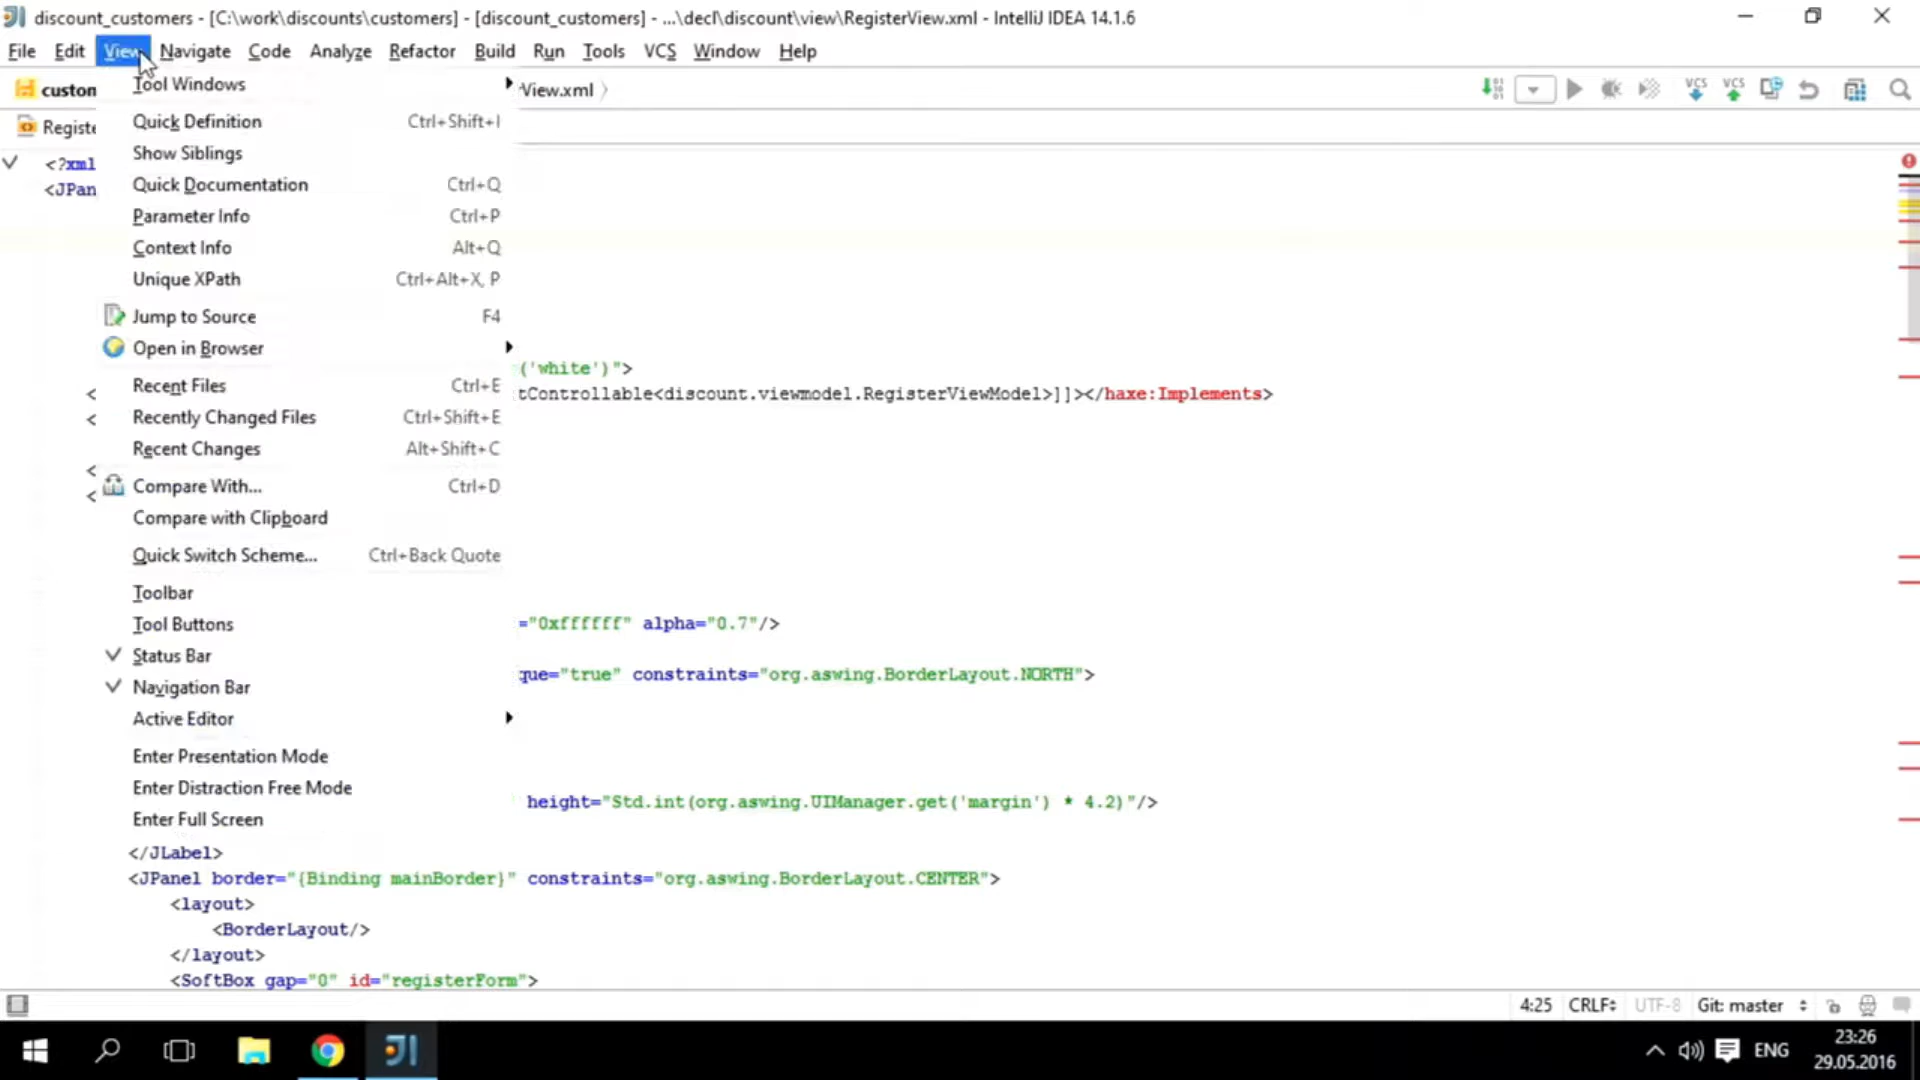 discount_customers - [C:\work\discounts\customers] - [discount_customers] - ...\decl\discount\view\RegisterView.xml - IntelliJ IDEA 14.1.6
File Edit View Navigate Code Analyze Refactor Build Run Tools VCS Window Help
Tool Windows
custon
View.xml
VCS VCS
Quick Definition Ctrl+Shift+I
Registe
Show Siblings
<?xml
Quick Documentation Ctrl+Q
<JPan
Parameter Info Ctrl+P
Context Info Alt+Q
Unique XPath Ctrl+Alt+X, P
Jump to Source F4
Open in Browser
('white')">
Recent Files Ctrl+E
< tControllable<discount.viewmodel.RegisterViewModel>]]></haxe:Implements>
Recently Changed Files Ctrl+Shift+E
<
Recent Changes Alt+Shift+C
<
Compare With... Ctrl+D
<
Compare with Clipboard
Quick Switch Scheme... Ctrl+Back Quote
Toolbar
Tool Buttons
="0xffffff" alpha="0.7"/>
Status Bar
que="true" constraints="org.aswing.BorderLayout.NORTH">
Navigation Bar
Active Editor
Enter Presentation Mode
Enter Distraction Free Mode
height="Std.int(org.aswing.UIManager.get('margin') * 4.2)"/>
Enter Full Screen
</JLabel>
<JPanel border="{Binding mainBorder}" constraints="org.aswing.BorderLayout.CENTER">
<layout>
<BorderLayout/>
</layout>
<SoftBox gap="0" id="registerForm">
4:25 CRLF UTF-8 Git: master
ENG
23:26
29.05.2016